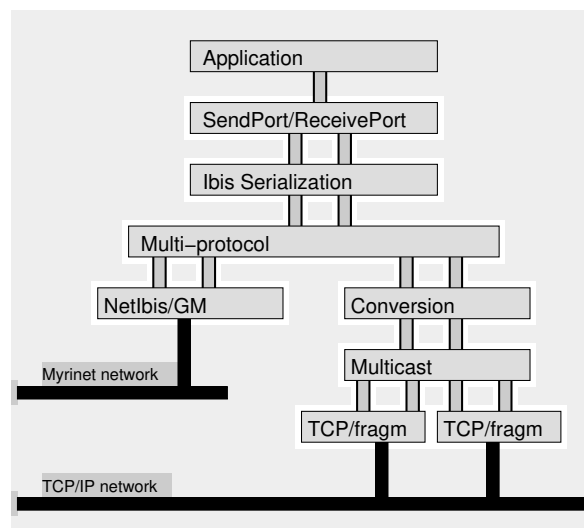 Application
SendPort/ReceivePort
Ibis Serialization
Multi−protocol
NetIbis/GM
Conversion
Myrinet network
Multicast
TCP/fragm
TCP/fragm
TCP/IP network